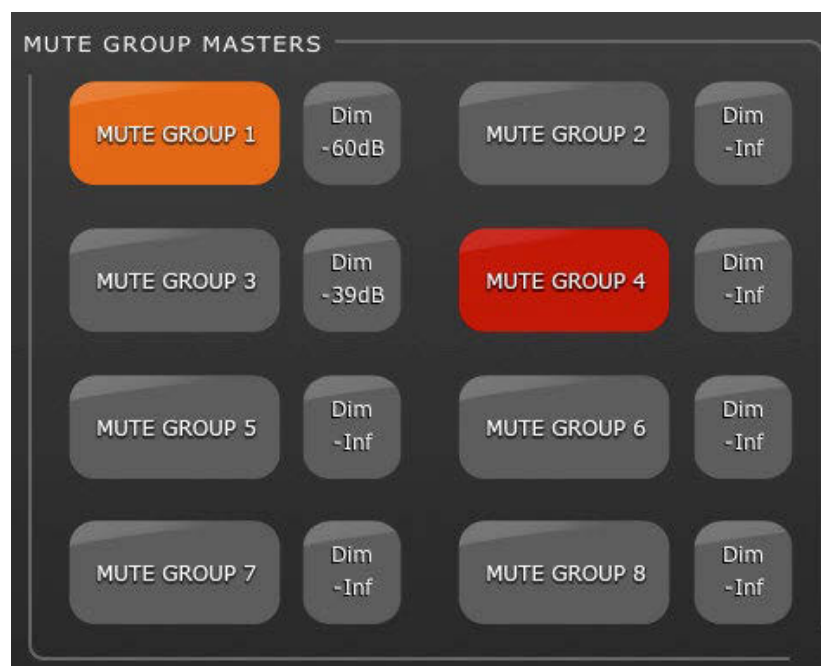 MUTE GROUP MASTERS
MUTE GROUP 1
Dim
-60dB
MUTE GROUP 2
Dim
-Inf
MUTE GROUP 3
Dim
-39dB
MUTE GROUP 4
Dim
-Inf
MUTE GROUP 5
Dim
-Inf
MUTE GROUP 6
Dim
-Inf
MUTE GROUP 7
Dim
-Inf
MUTE GROUP 8
Dim
-Inf